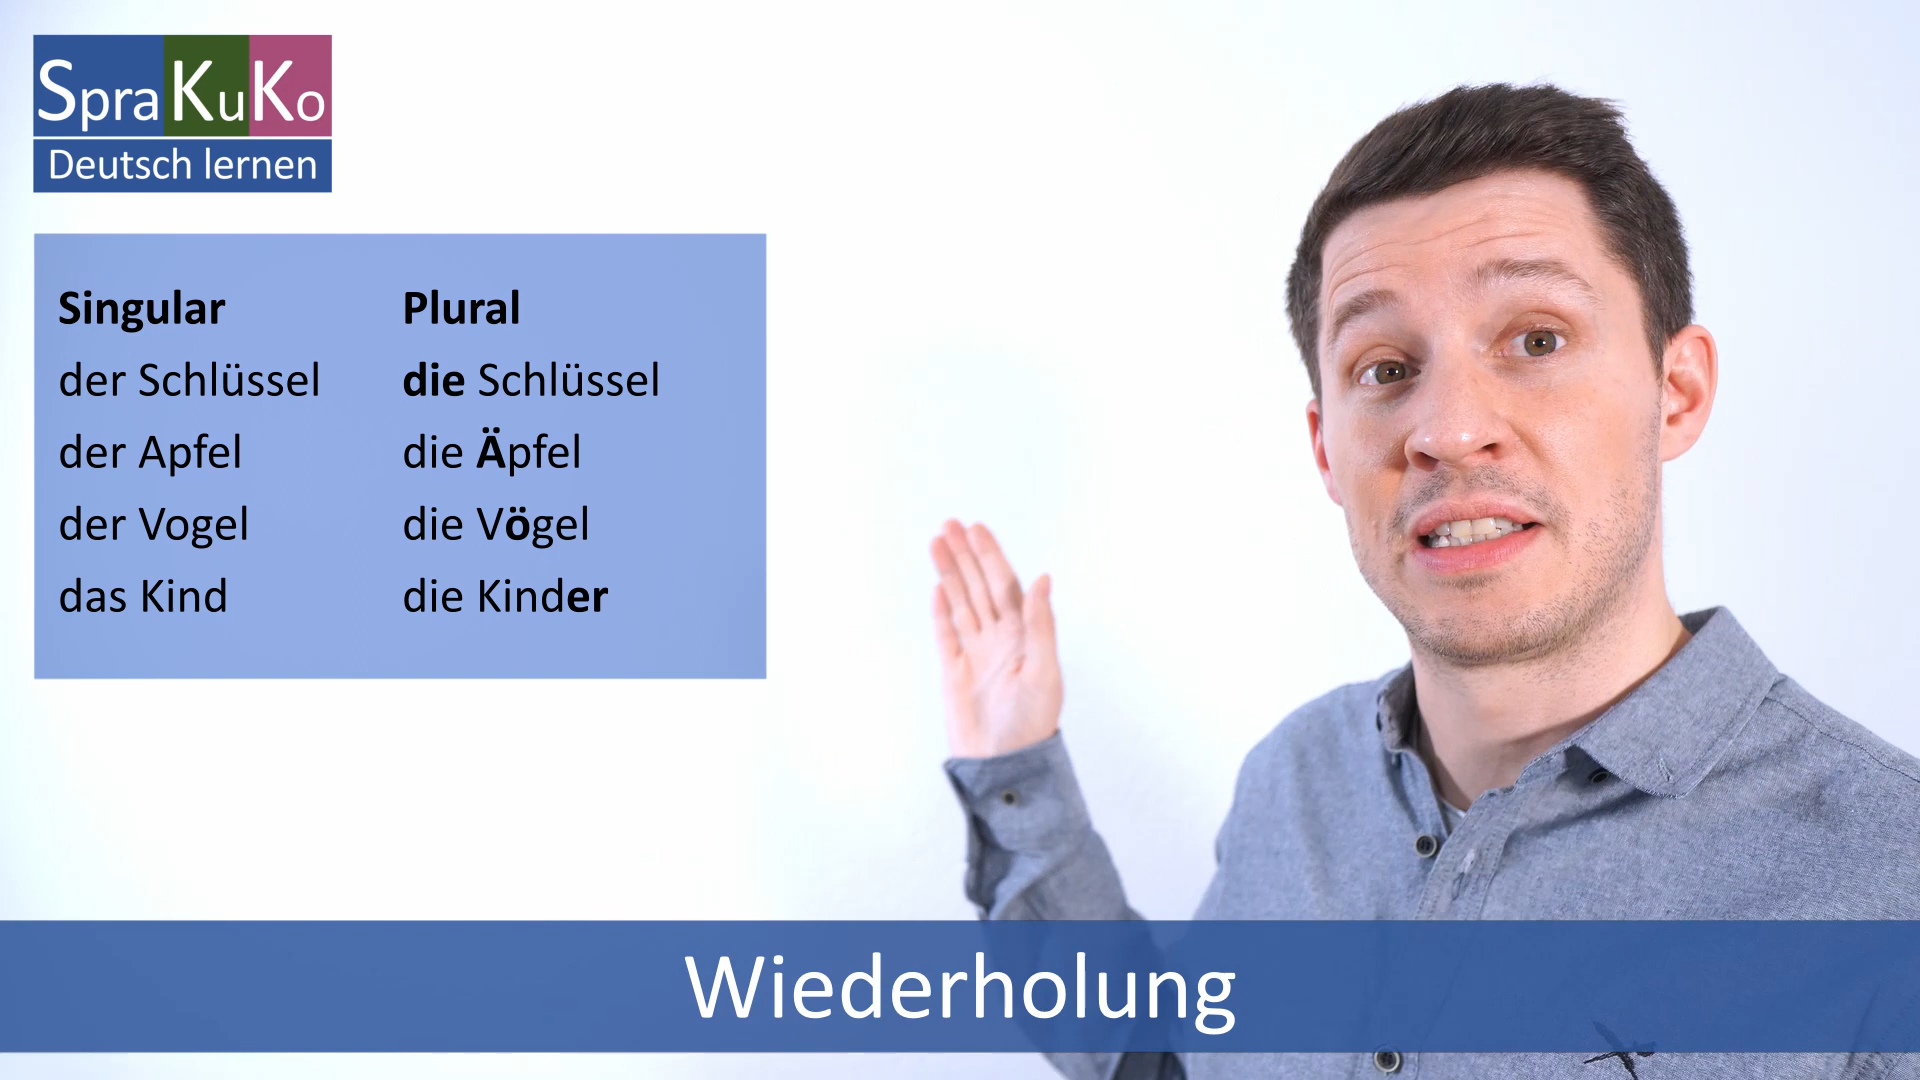 SpraKuKo
Deutsch lernen
Singular Plural
der Schlüssel die Schlüssel
der Apfel die Äpfel
der Vogel die Vögel
das Kind die Kinder
Wiederholung